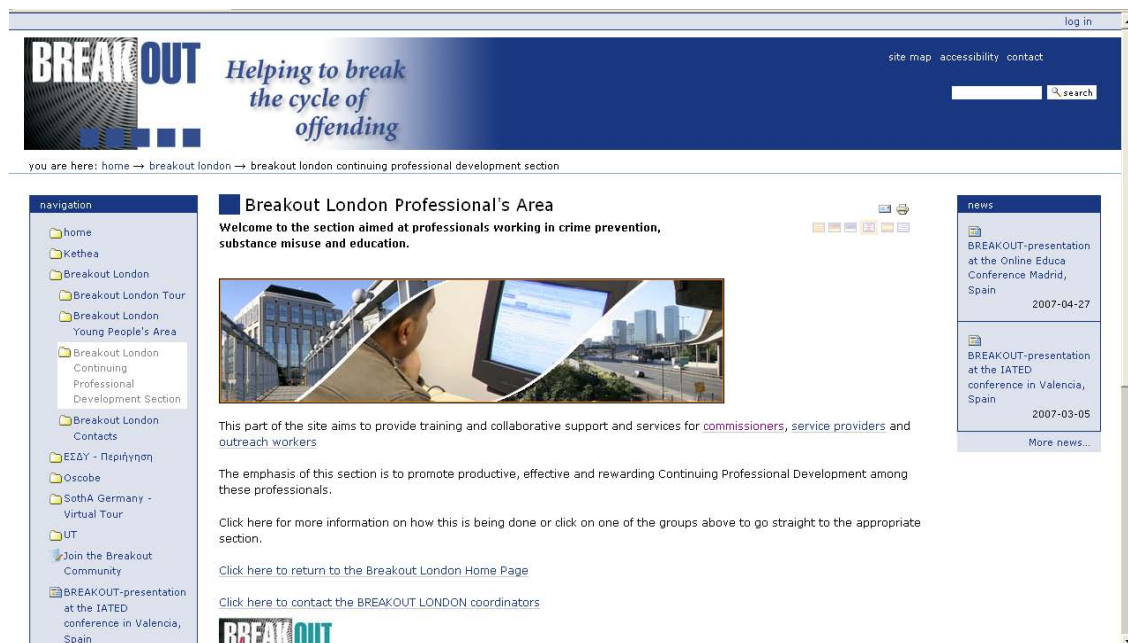 log in
BREAKOUT
Helping to break
the cycle of
offending
site map accessibility contact
search
you are here: home → breakout london → breakout london continuing professional development section
navigation
home
Kethea
Breakout London
Breakout London Tour
Breakout London
Young People's Area
Breakout London
Continuing
Professional
Development Section
Breakout London
Contacts
ΕΣΔΥ - Περιήγηση
Oscobe
SothA Germany -
Virtual Tour
UT
Join the Breakout
Community
BREAKOUT-presentation
at the IATED
conference in Valencia,
Spain
Breakout London Professional's Area
Welcome to the section aimed at professionals working in crime prevention,
substance misuse and education.
This part of the site aims to provide training and collaborative support and services for commissioners, service providers and
outreach workers
The emphasis of this section is to promote productive, effective and rewarding Continuing Professional Development among
these professionals.
Click here for more information on how this is being done or click on one of the groups above to go straight to the appropriate
section.
Click here to return to the Breakout London Home Page
Click here to contact the BREAKOUT LONDON coordinators
BREAKOUT
news
BREAKOUT-presentation
at the Online Educa
Conference Madrid,
Spain
2007-04-27
BREAKOUT-presentation
at the IATED
conference in Valencia,
Spain
2007-03-05
More news...